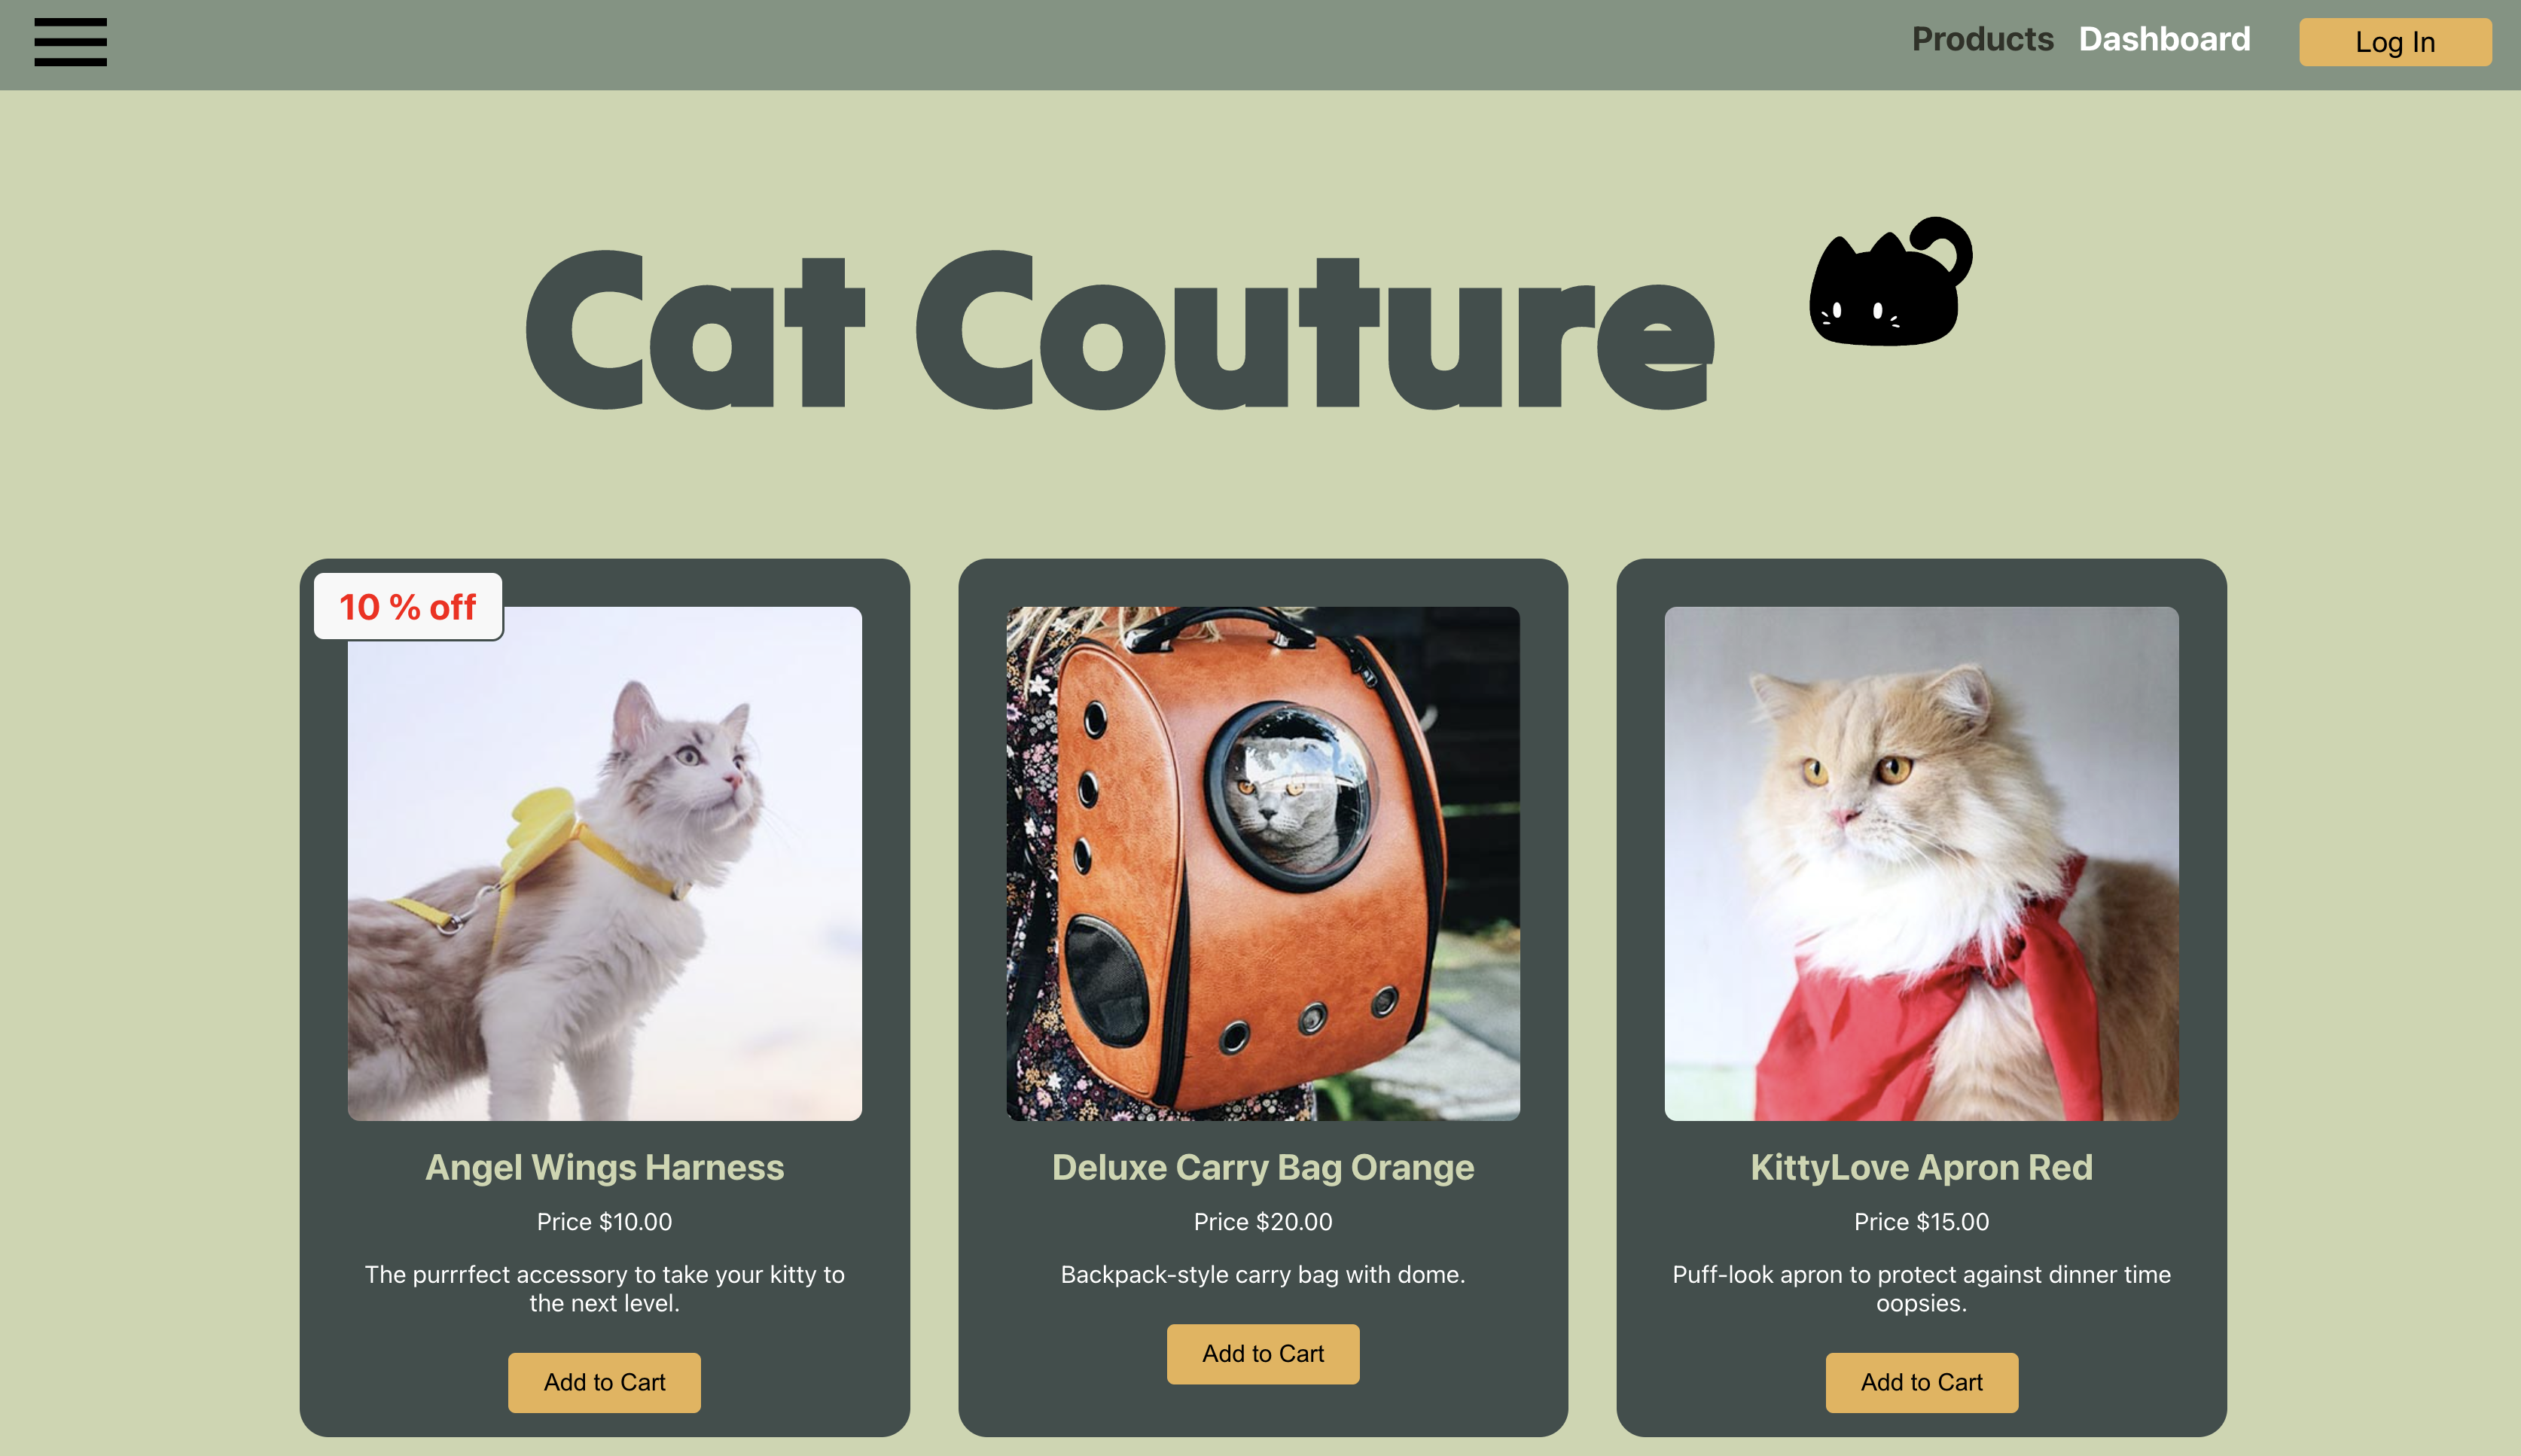 Products Dashboard Log In
Cat Couture
10 % off
Angel Wings Harness
Price $10.00
The purrrfect accessory to take your kitty to
the next level.
Add to Cart
Deluxe Carry Bag Orange
Price $20.00
Backpack-style carry bag with dome.
Add to Cart
KittyLove Apron Red
Price $15.00
Puff-look apron to protect against dinner time
oopsies.
Add to Cart